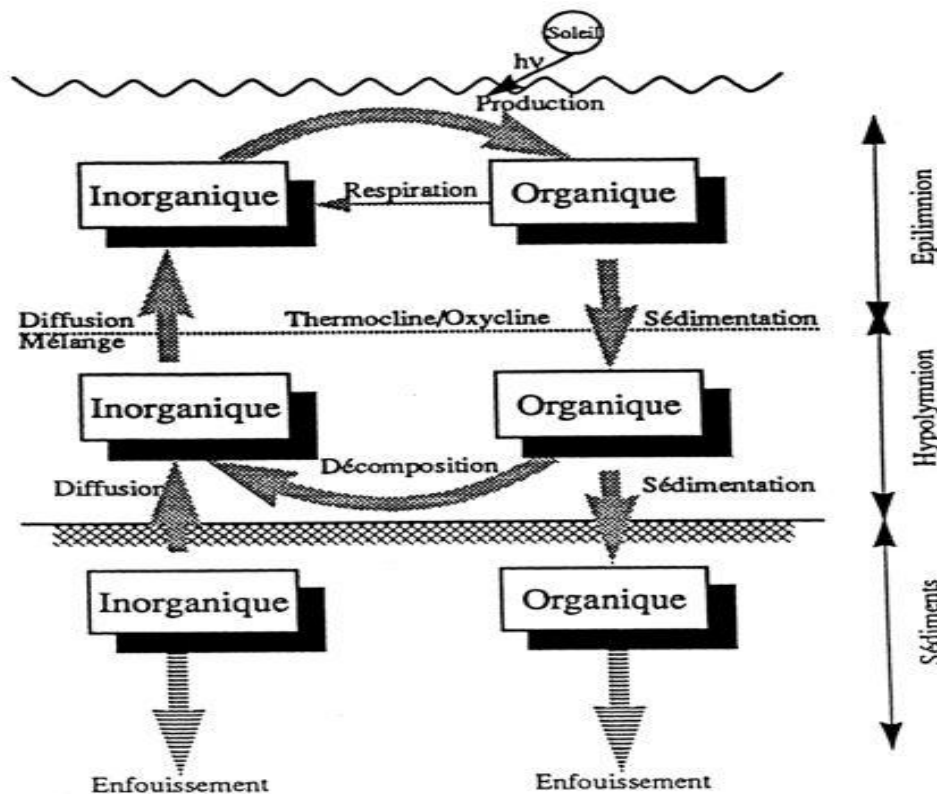 Soleil
hν
Production
Inorganique
Respiration
Organique
Epilimnion
Diffusion
Mélange
Thermocline/Oxycline
Sédimentation
Inorganique
Organique
Hypolymnion
Décomposition
Diffusion
Sédimentation
Inorganique
Organique
Sédiments
Enfouissement
Enfouissement